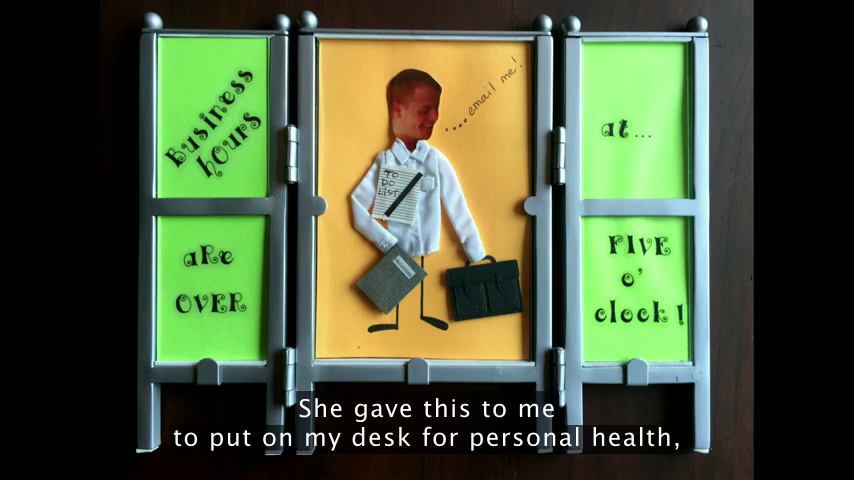 Business
hours
aRe
OVER
...email me!
TO
DO
LIST
at...
FIVE
o'
clock!
She gave this to me
to put on my desk for personal health,